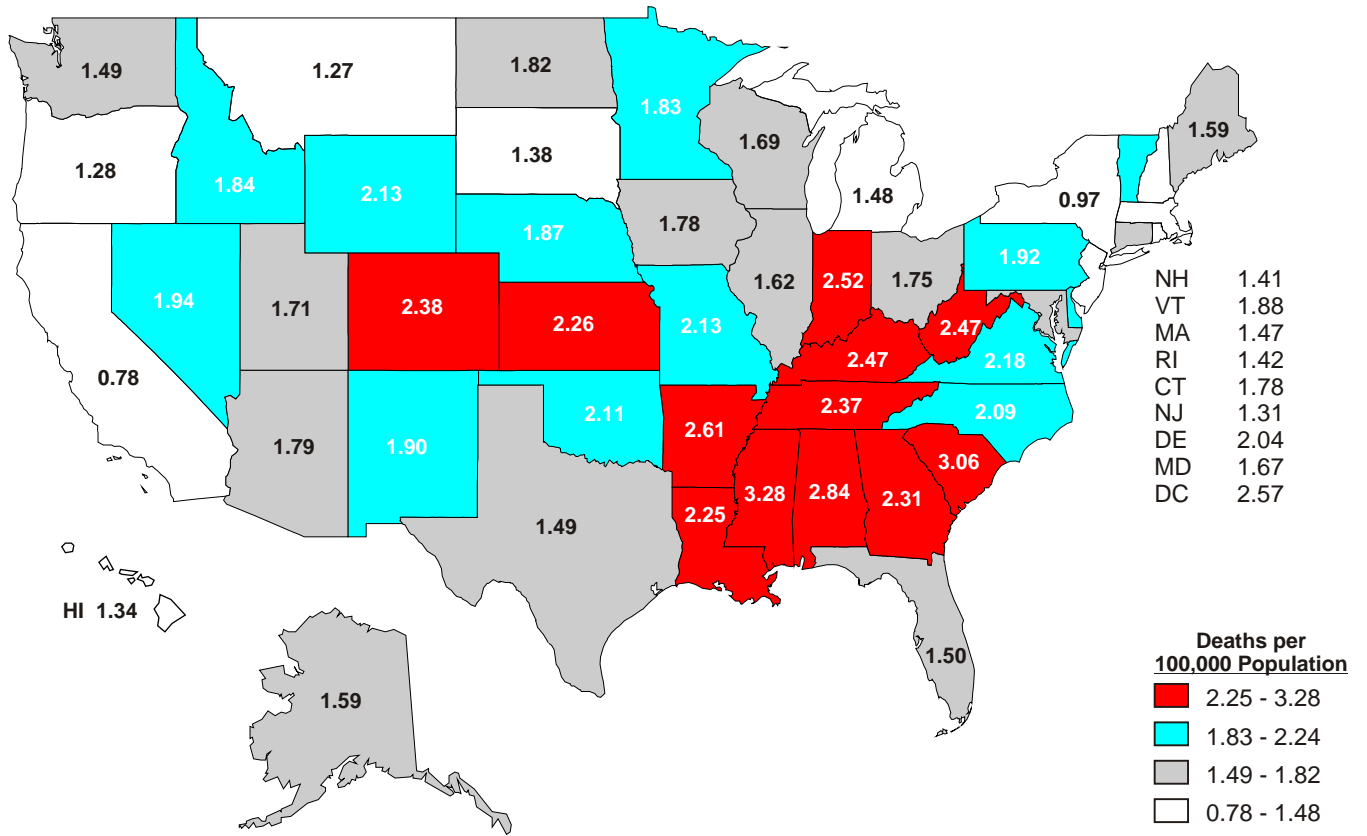 1.49
1.27
1.82
1.83
1.59
1.69
1.38
1.28
1.84
2.13
1.48
0.97
1.78
1.87
1.92
1.94
1.71
2.38
2.26
1.62
2.52
1.75
2.47
2.13
2.47
2.18
0.78
2.37
2.09
2.11
2.61
1.79
1.90
3.06
3.28
2.84
2.31
2.25
1.49
NH 1.41
VT 1.88
MA 1.47
RI 1.42
CT 1.78
NJ 1.31
DE 2.04
MD 1.67
DC 2.57
HI 1.34
1.59
1.50
Deaths per
100,000 Population
2.25 - 3.28
1.83 - 2.24
1.49 - 1.82
0.78 - 1.48